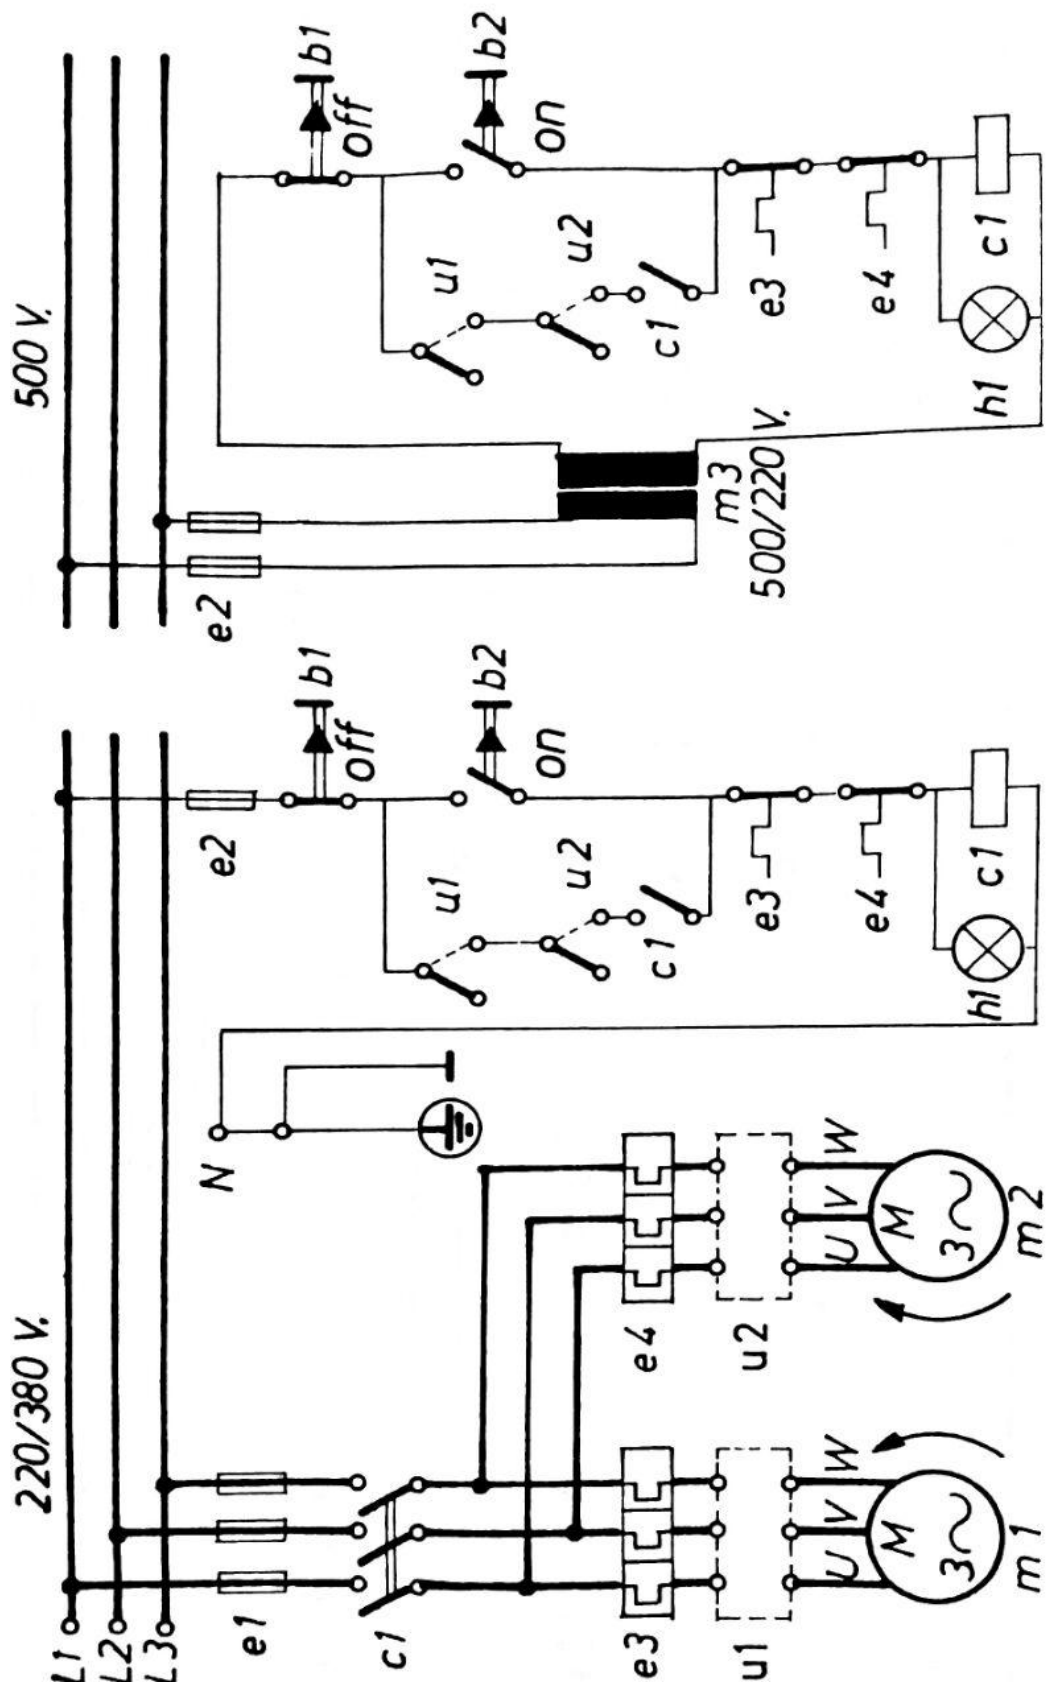 220/380 V.
500 V.
L1
L2
L3
e1
c1
e3
u1
U V W
M
3~
m1
e4
u2
U V W
M
3~
m2
N
e2
b1
off
b2
on
u1
u2
c1
e3
e4
h1
c1
e2
m3
500/220 V.
b1
off
b2
on
u1
u2
c1
e3
e4
h1
c1